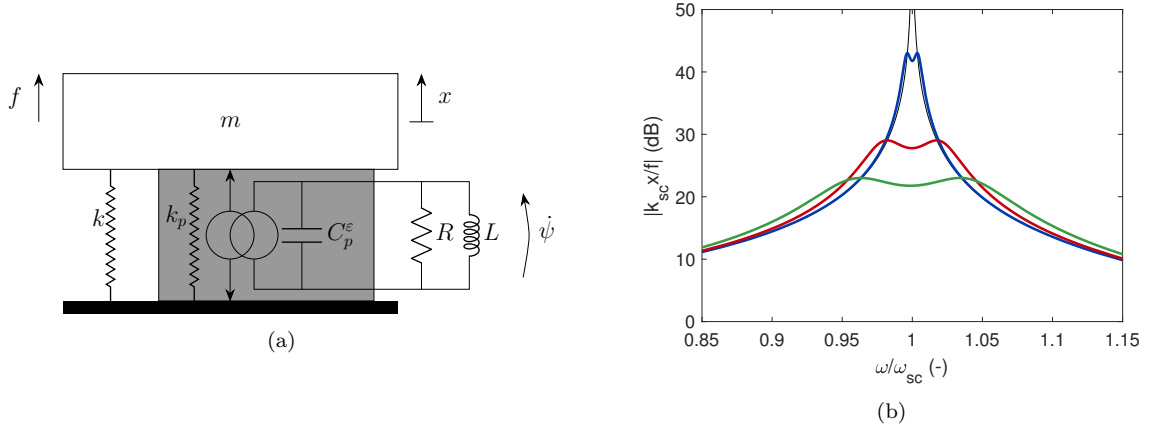 f
x
m
k
k_p
C_p^ε
R
L
ψ̇
(a)
50
40
30
20
10
0
|k_sc x/f| (dB)
0.85 0.9 0.95 1 1.05 1.1 1.15
ω/ω_sc (-)
(b)